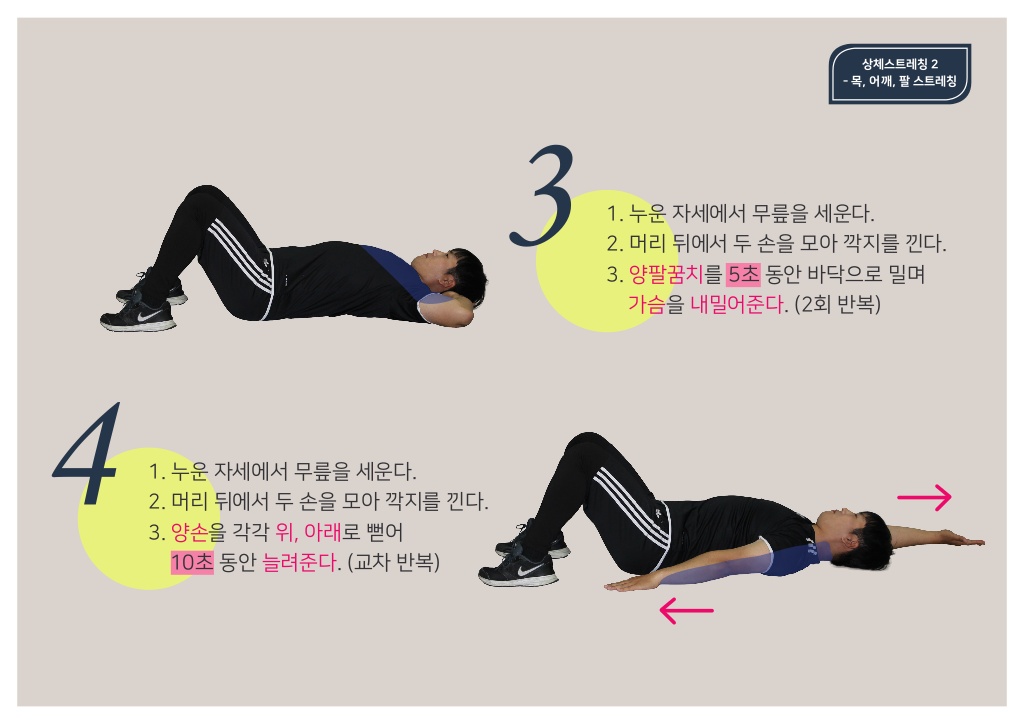 상체스트레칭 2
- 목, 어깨, 팔 스트레칭
3
1. 누운 자세에서 무릎을 세운다.
2. 머리 뒤에서 두 손을 모아 깍지를 낀다.
3. 양팔꿈치를 5초 동안 바닥으로 밀며
가슴을 내밀어준다. (2회 반복)
4
1. 누운 자세에서 무릎을 세운다.
2. 머리 뒤에서 두 손을 모아 깍지를 낀다.
3. 양손을 각각 위, 아래로 뻗어
10초 동안 늘려준다. (교차 반복)